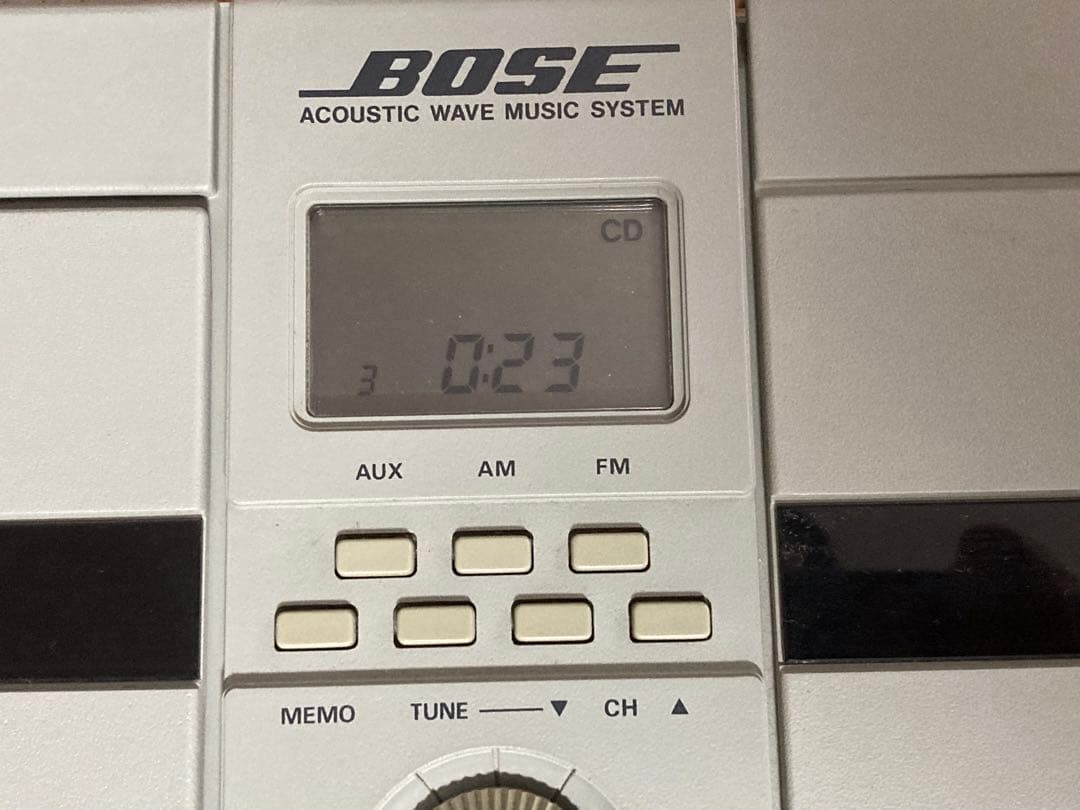 BOSE
ACOUSTIC WAVE MUSIC SYSTEM
CD
3 0:23
AUX AM FM
MEMO TUNE ▼ CH ▲